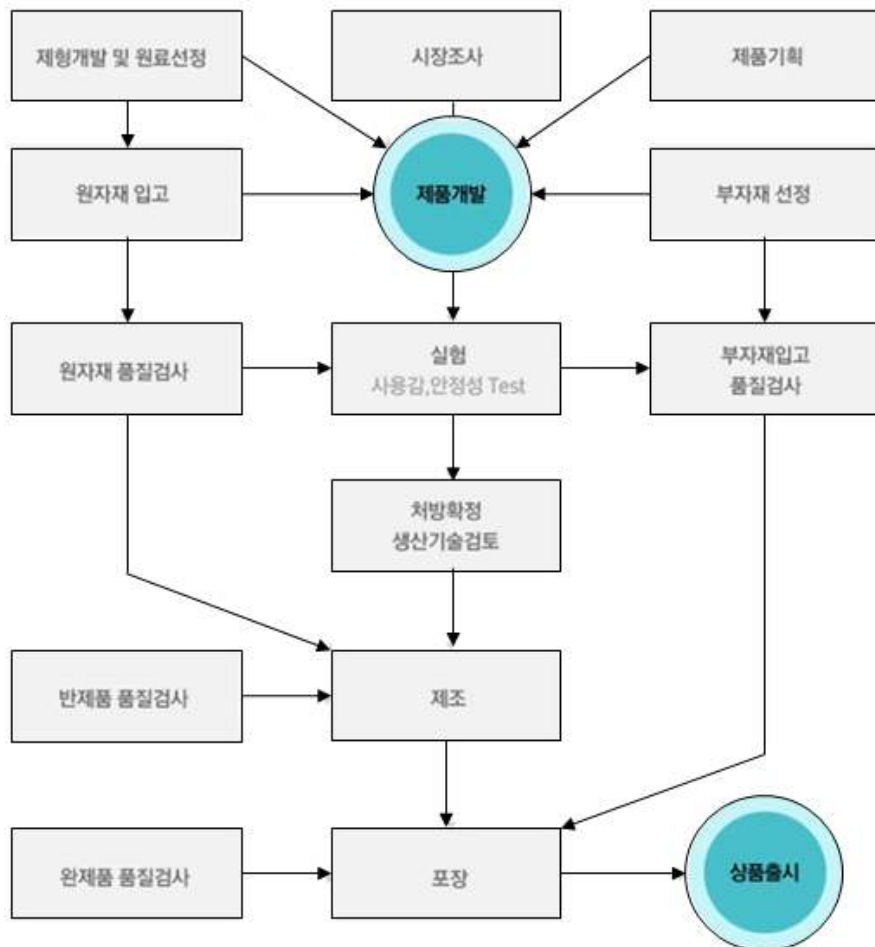 제형개발 및 원료선정
시장조사
제품기획
원자재 입고
제품개발
부자재 선정
원자재 품질검사
실험
사용감,안정성 Test
부자재입고
품질검사
처방확정
생산기술검토
반제품 품질검사
제조
완제품 품질검사
포장
상품출시